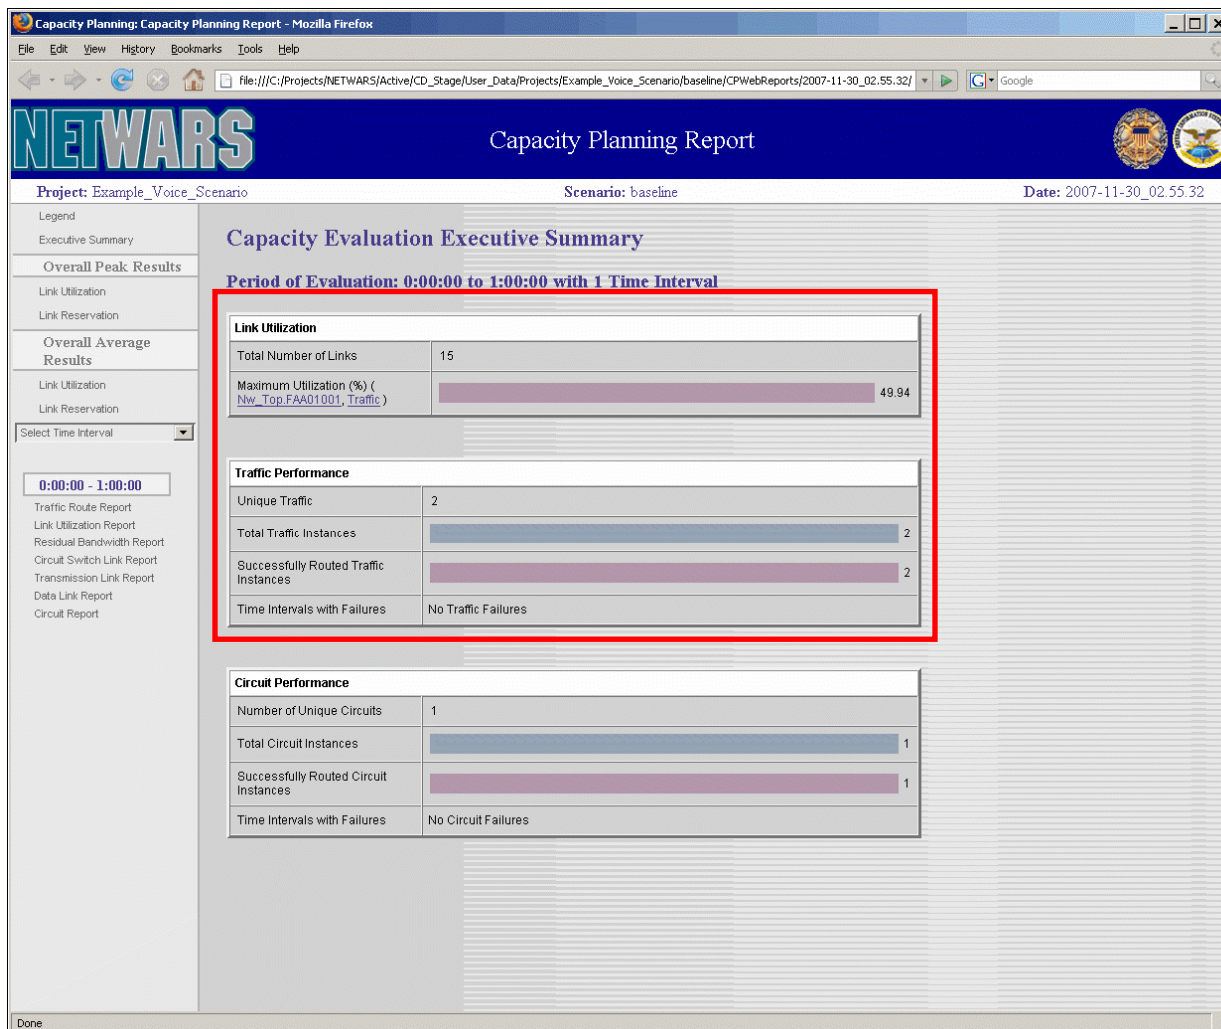 Capacity Planning: Capacity Planning Report - Mozilla Firefox
File Edit View History Bookmarks Tools Help
file:///C:/Projects/NETWARS/Active/CD_Stage/User_Data/Projects/Example_Voice_Scenario/baseline/CPWebReports/2007-11-30_02.55.32/
G Google
NETWARS
Capacity Planning Report
Project: Example_Voice_Scenario
Scenario: baseline
Date: 2007-11-30_02.55.32
Legend
Executive Summary
Overall Peak Results
Link Utilization
Link Reservation
Overall Average
Results
Link Utilization
Link Reservation
Select Time Interval
0:00:00 - 1:00:00
Traffic Route Report
Link Utilization Report
Residual Bandwidth Report
Circuit Switch Link Report
Transmission Link Report
Data Link Report
Circuit Report
Capacity Evaluation Executive Summary
Period of Evaluation: 0:00:00 to 1:00:00 with 1 Time Interval
Link Utilization
Total Number of Links 15
Maximum Utilization (%) (
Nw_Top.FAA01001, Traffic ) 49.94
Traffic Performance
Unique Traffic 2
Total Traffic Instances 2
Successfully Routed Traffic
Instances 2
Time Intervals with Failures No Traffic Failures
Circuit Performance
Number of Unique Circuits 1
Total Circuit Instances 1
Successfully Routed Circuit
Instances 1
Time Intervals with Failures No Circuit Failures
Done